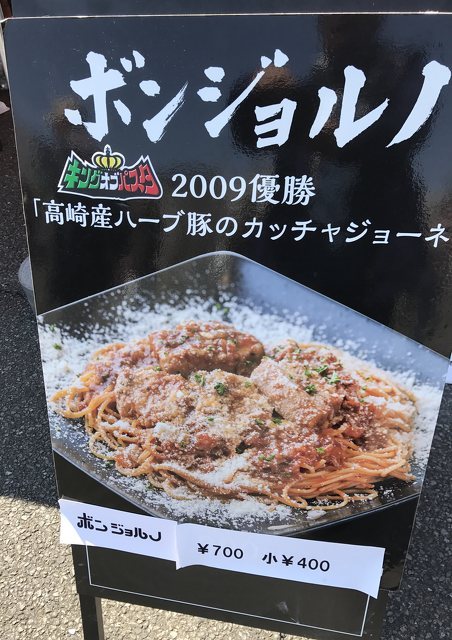 ボンジョルノ
キングオブパスタ
2009優勝
「高崎産ハーブ豚のカッチャジョーネ
ボンジョルノ
¥700 小¥400